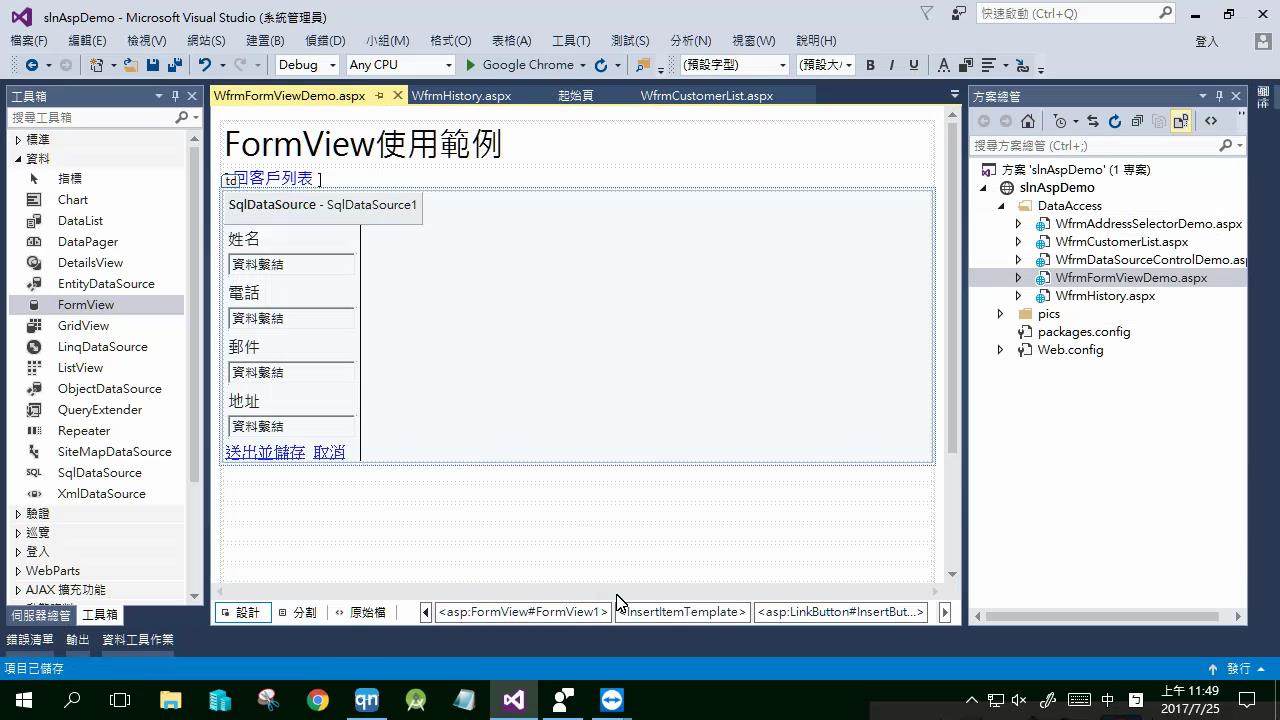 slnAspDemo - Microsoft Visual Studio (系統管理員)
快速啟動 (Ctrl+Q)
檔案(F) 編輯(E) 檢視(V) 網站(S) 建置(B) 偵錯(D) 小組(M) 格式(O) 表格(A) 工具(T) 測試(S) 分析(N) 視窗(W) 說明(H) 登入
Debug Any CPU Google Chrome (預設字型) (預設大 B I U A
工具箱
搜尋工具箱
標準
資料
指標
Chart
DataList
DataPager
DetailsView
EntityDataSource
FormView
GridView
LinqDataSource
ListView
ObjectDataSource
QueryExtender
Repeater
SiteMapDataSource
SQL SqlDataSource
XmlDataSource
驗證
巡覽
登入
WebParts
AJAX 擴充功能
伺服器總管 工具箱
WfrmFormViewDemo.aspx WfrmHistory.aspx 起始頁 WfrmCustomerList.aspx
FormView使用範例
td 回客戶列表 ]
SqlDataSource - SqlDataSource1
姓名
資料繫結
電話
資料繫結
郵件
資料繫結
地址
資料繫結
送出並儲存 取消
設計 分割 原始檔 <asp:FormView#FormView1> InsertItemTemplate> <asp:LinkButton#InsertBut...>
方案總管
搜尋方案總管 (Ctrl+;)
方案 'slnAspDemo' (1 專案)
slnAspDemo
DataAccess
WfrmAddressSelectorDemo.aspx
WfrmCustomerList.aspx
WfrmDataSourceControlDemo.asp
WfrmFormViewDemo.aspx
WfrmHistory.aspx
pics
packages.config
Web.config
錯誤清單 輸出 資料工具作業
項目已儲存 發行
qn 中 上午 11:49
2017/7/25